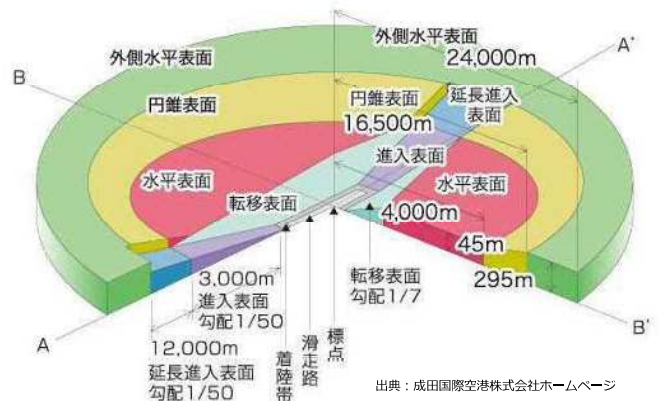 外側水平表面
24,000m
A'
B
外側水平表面
円錐表面
円錐表面
16,500m
延長進入
表面
進入表面
水平表面
水平表面
転移表面
4,000m
45m
295m
3,000m
進入表面
勾配1/50
転移表面
勾配1/7
B'
A
12,000m
延長進入表面
勾配1/50
着陸帯
滑走路
標点
出典：成田国際空港株式会社ホームページ